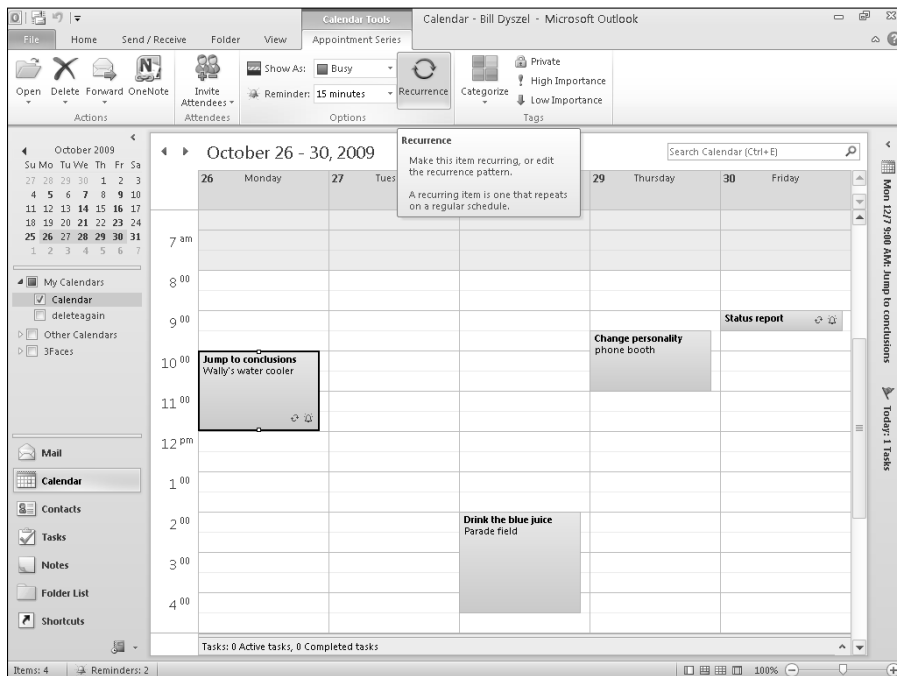 Calendar Tools
Calendar - Bill Dyszel - Microsoft Outlook
File Home Send / Receive Folder View Appointment Series
Open Delete Forward OneNote
Actions
Invite Attendees
Attendees
Show As: Busy
Reminder: 15 minutes
Recurrence
Options
Categorize
Private
High Importance
Low Importance
Tags
Recurrence
Make this item recurring, or edit
the recurrence pattern.
A recurring item is one that repeats
on a regular schedule.
October 2009
Su Mo Tu We Th Fr Sa
27 28 29 30 1 2 3
4 5 6 7 8 9 10
11 12 13 14 15 16 17
18 19 20 21 22 23 24
25 26 27 28 29 30 31
1 2 3 4 5 6 7
My Calendars
Calendar
deleteagain
Other Calendars
3Faces
Mail
Calendar
Contacts
Tasks
Notes
Folder List
Shortcuts
October 26 - 30, 2009
Search Calendar (Ctrl+E)
26 Monday 27 Tues 29 Thursday 30 Friday
7 am
8 00
9 00
10 00
11 00
12 pm
1 00
2 00
3 00
4 00
Status report
Change personality
phone booth
Jump to conclusions
Wally's water cooler
Drink the blue juice
Parade field
Tasks: 0 Active tasks, 0 Completed tasks
Mon 12/7 9:00 AM: Jump to conclusions
Today: 1 Tasks
Items: 4 Reminders: 2 100%